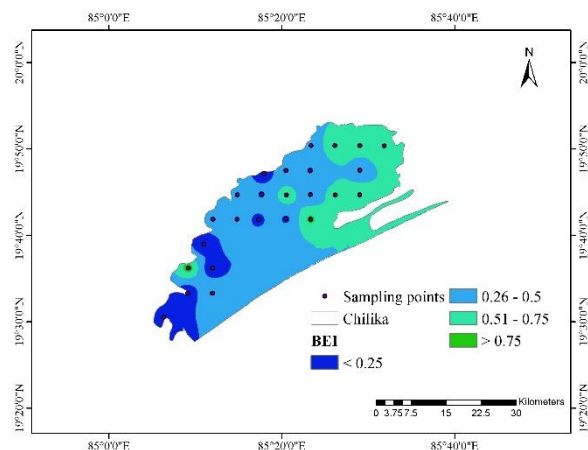 85°0'0"E 85°20'0"E 85°40'0"E
N
20°0'0"N 20°0'0"N
19°50'0"N 19°50'0"N
19°40'0"N 19°40'0"N
19°30'0"N 19°30'0"N
19°20'0"N 19°20'0"N
Sampling points
Chilika
BEI
< 0.25
0.26 - 0.5
0.51 - 0.75
> 0.75
Kilometers
0 3.75 7.5 15 22.5 30
85°0'0"E 85°20'0"E 85°40'0"E